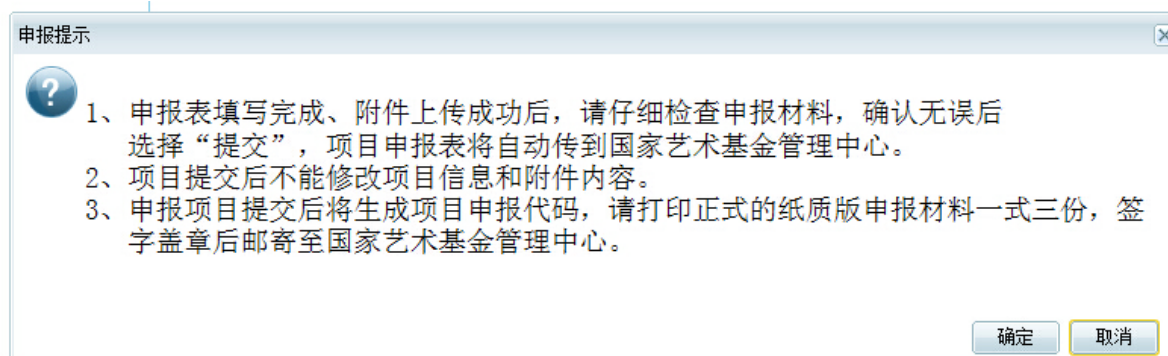 申报提示
1、申报表填写完成、附件上传成功后，请仔细检查申报材料，确认无误后
选择“提交”，项目申报表将自动传到国家艺术基金管理中心。
2、项目提交后不能修改项目信息和附件内容。
3、申报项目提交后将生成项目申报代码，请打印正式的纸质版申报材料一式三份，签
字盖章后邮寄至国家艺术基金管理中心。
确定 取消